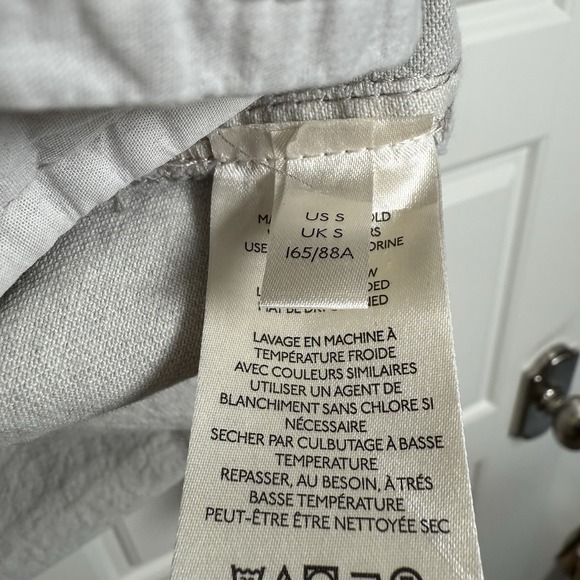 US S
UK S
165/88A
USE
LAVAGE EN MACHINE À
TEMPÉRATURE FROIDE
AVEC COULEURS SIMILAIRES
UTILISER UN AGENT DE
BLANCHIMENT SANS CHLORE SI
NÉCESSAIRE
SECHER PAR CULBUTAGE À BASSE
TEMPERATURE
REPASSER, AU BESOIN, À TRÉS
BASSE TEMPÉRATURE
PEUT-ÊTRE ÊTRE NETTOYÉE SEC